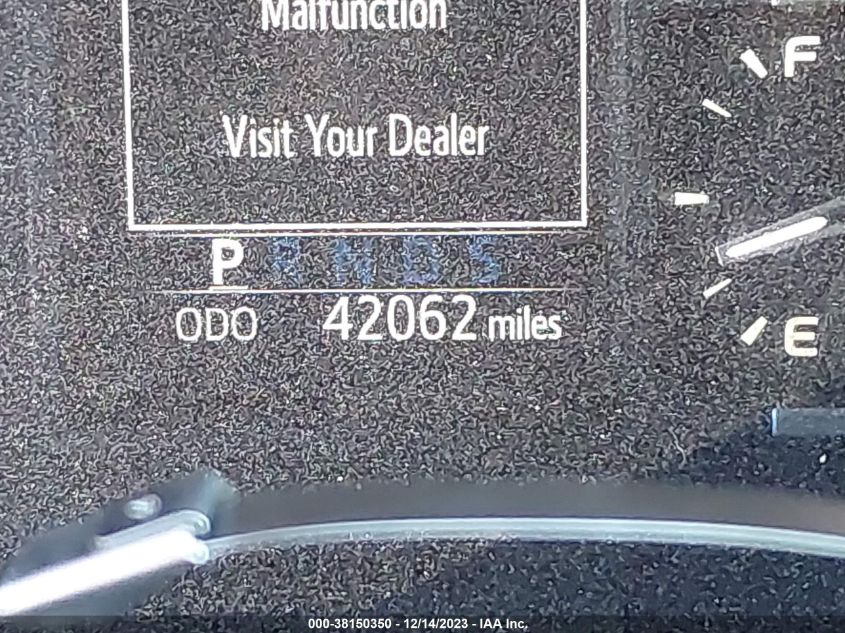 Malfunction
Visit Your Dealer
F
P R N D S
E
ODO 42062 miles
000-38150350 - 12/14/2023 - IAA Inc.